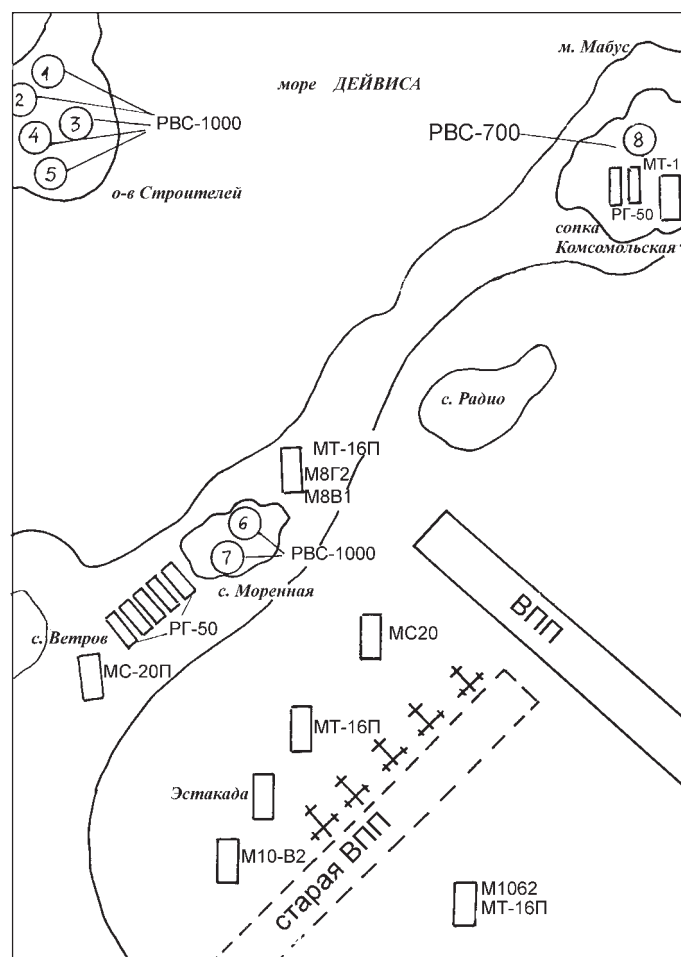 м. Мабус
море ДЕЙВИСА
1
2
3
4
5
РВС-1000
РВС-700
8
МТ-1
РГ-50
о-в Строителей
сопка
Комсомольская
с. Радио
МТ-16П
М8Г2
М8В1
6
7
РВС-1000
с. Моренная
ВПП
РГ-50
с. Ветров
МС20
МС-20П
МТ-16П
Эстакада
М10-В2
старая ВПП
М1062
МТ-16П